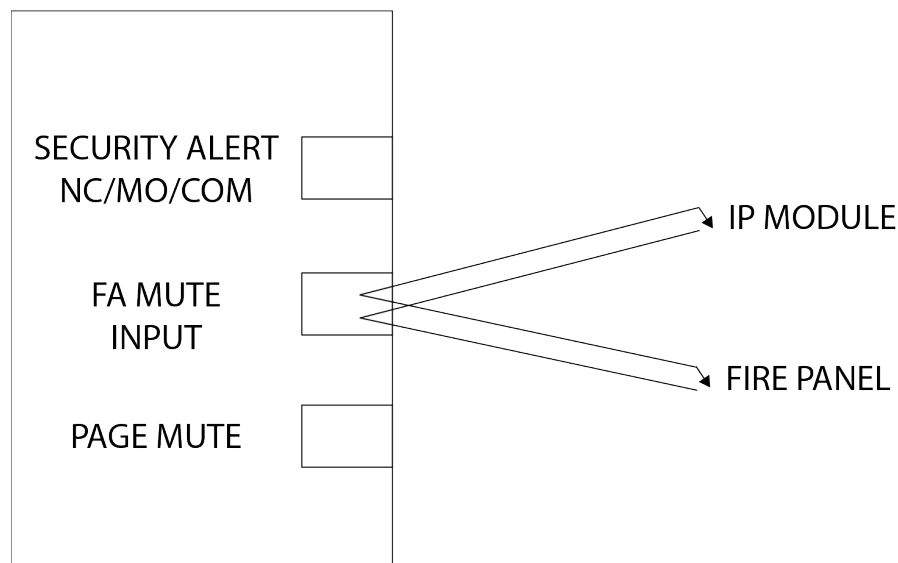 SECURITY ALERT
NC/MO/COM
IP MODULE
FA MUTE
INPUT
FIRE PANEL
PAGE MUTE